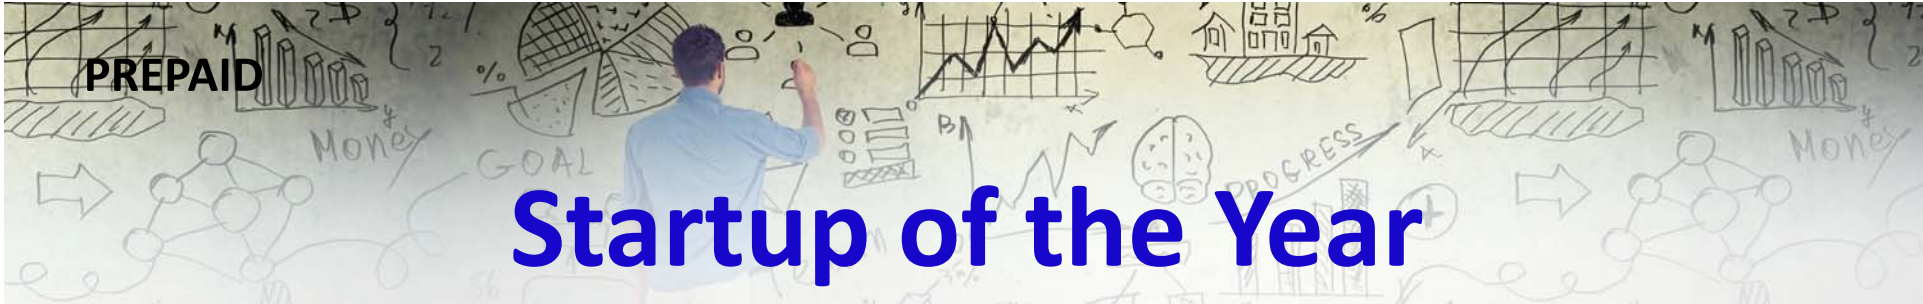 PREPAID
%
%
Money
GOAL
B
PROGRESS
Money
Startup of the Year